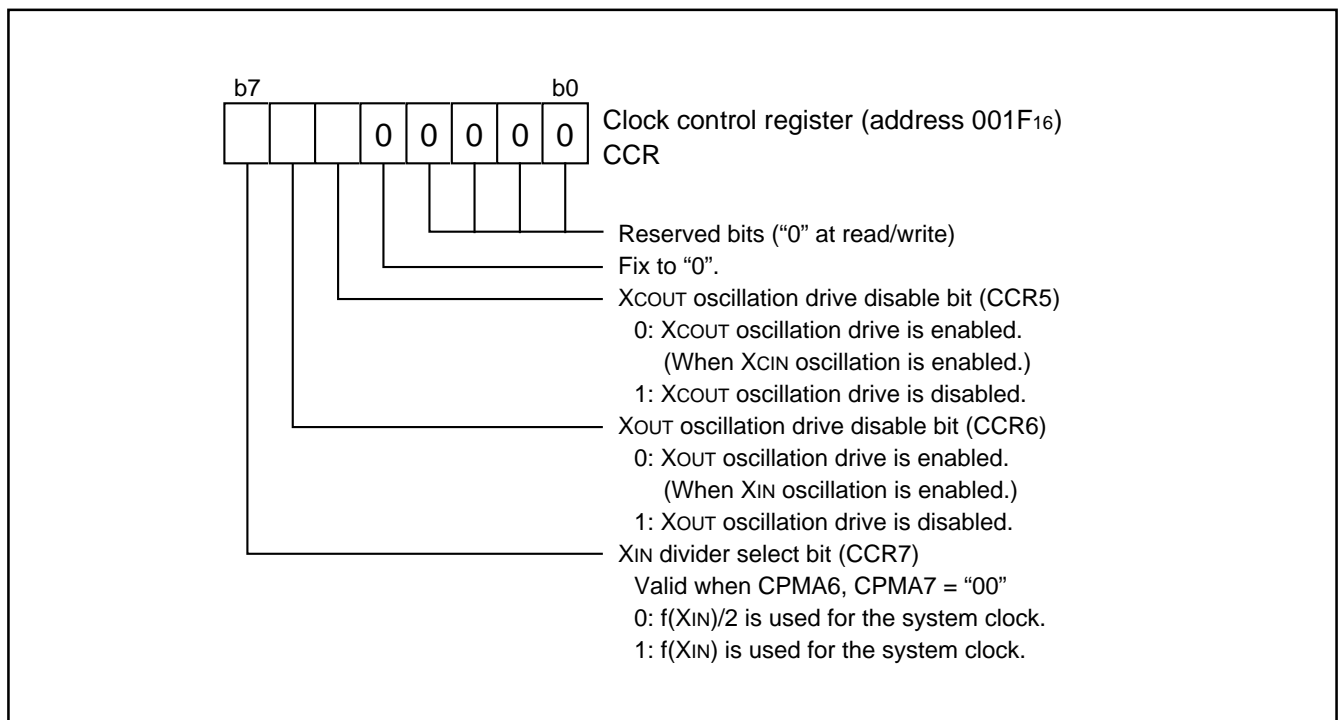 b7 b0
0 0 0 0 0
Clock control register (address 001F16)
CCR
Reserved bits (“0” at read/write)
Fix to “0”.
XCOUT oscillation drive disable bit (CCR5)
0: XCOUT oscillation drive is enabled.
(When XCIN oscillation is enabled.)
1: XCOUT oscillation drive is disabled.
XOUT oscillation drive disable bit (CCR6)
0: XOUT oscillation drive is enabled.
(When XIN oscillation is enabled.)
1: XOUT oscillation drive is disabled.
XIN divider select bit (CCR7)
Valid when CPMA6, CPMA7 = “00”
0: f(XIN)/2 is used for the system clock.
1: f(XIN) is used for the system clock.